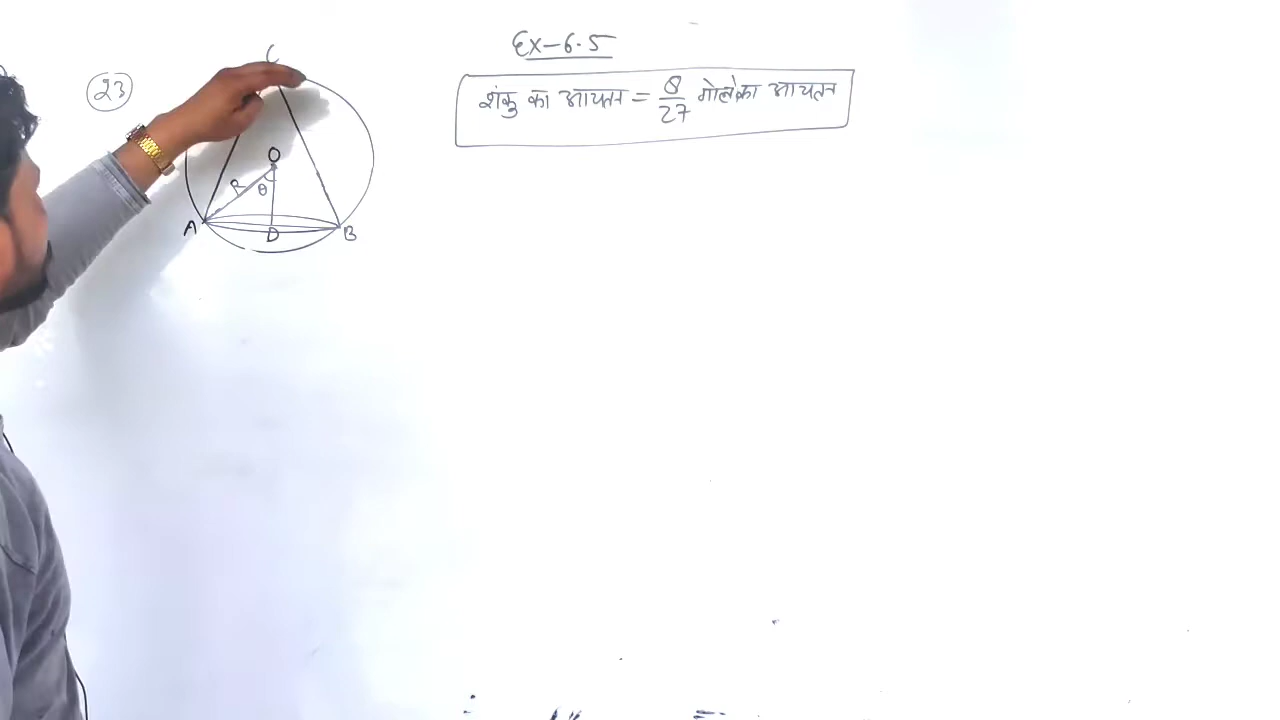 Ex-6.5
23
शंकु का आयतन = 8/27 गोले का आयतन
C
O
R
θ
A
D
B